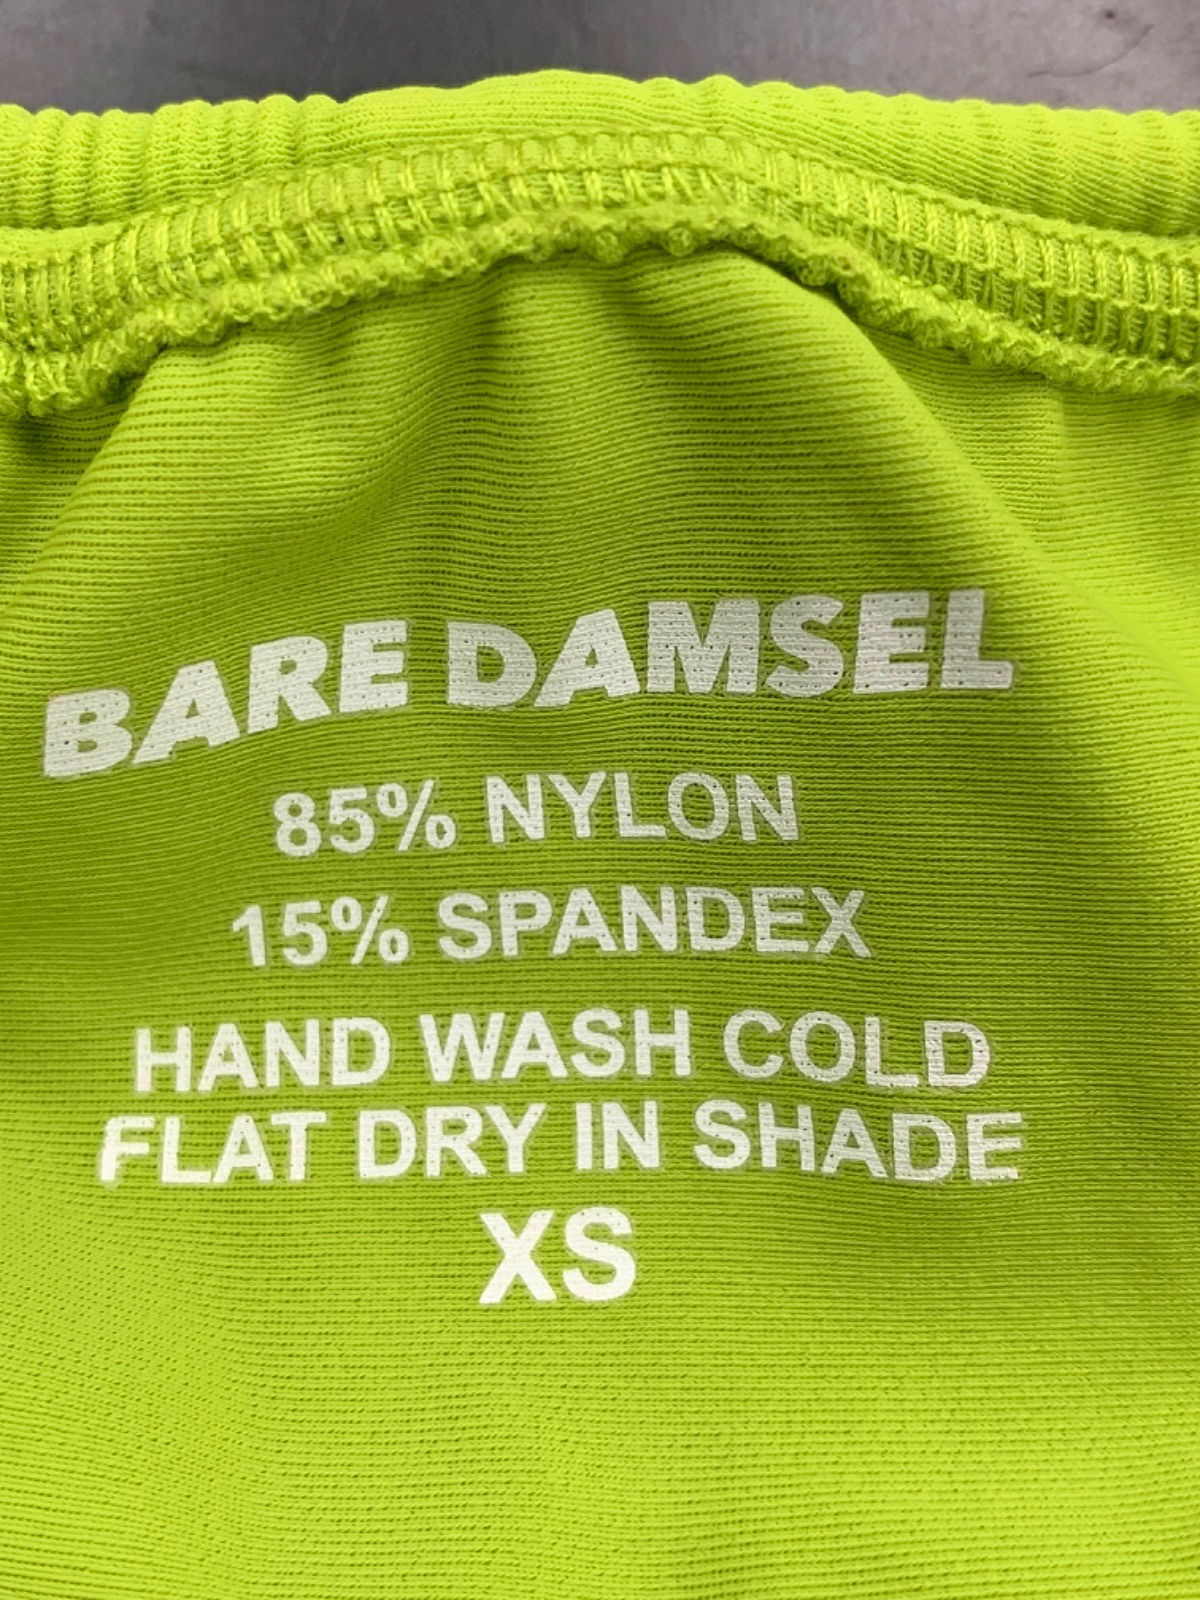 BARE DAMSEL
85% NYLON
15% SPANDEX
HAND WASH COLD
FLAT DRY IN SHADE
XS